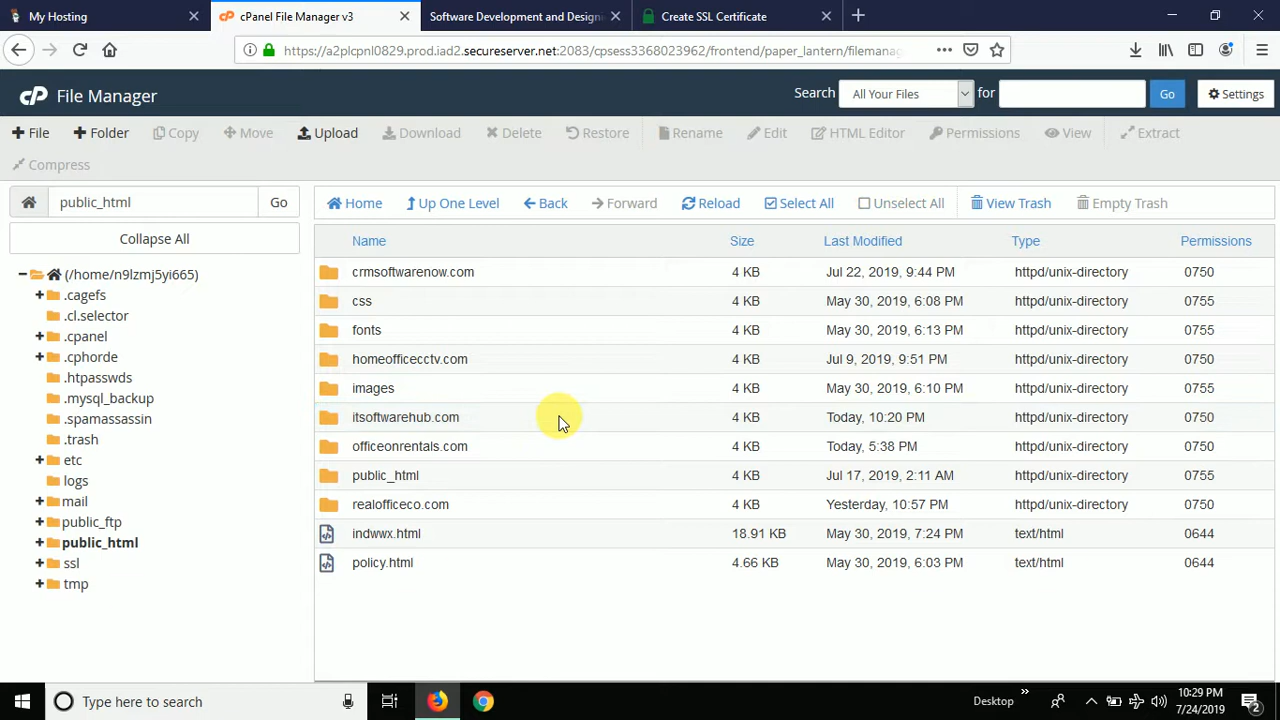 My Hosting
cPanel File Manager v3
Software Development and Designi
Create SSL Certificate
https://a2plcpnl0829.prod.iad2.secureserver.net:2083/cpsess3368023962/frontend/paper_lantern/filemana
cP File Manager
Search All Your Files for Go Settings
File Folder Copy Move Upload Download Delete Restore Rename Edit HTML Editor Permissions View Extract
Compress
public_html Go
Home Up One Level Back Forward Reload Select All Unselect All View Trash Empty Trash
Collapse All
(/home/n9lzmj5yi665)
.cagefs
.cl.selector
.cpanel
.cphorde
.htpasswds
.mysql_backup
.spamassassin
.trash
etc
logs
mail
public_ftp
public_html
ssl
tmp
Name Size Last Modified Type Permissions
crmsoftwarenow.com 4 KB Jul 22, 2019, 9:44 PM httpd/unix-directory 0750
css 4 KB May 30, 2019, 6:08 PM httpd/unix-directory 0755
fonts 4 KB May 30, 2019, 6:13 PM httpd/unix-directory 0755
homeofficecctv.com 4 KB Jul 9, 2019, 9:51 PM httpd/unix-directory 0750
images 4 KB May 30, 2019, 6:10 PM httpd/unix-directory 0755
itsoftwarehub.com 4 KB Today, 10:20 PM httpd/unix-directory 0750
officeonrentals.com 4 KB Today, 5:38 PM httpd/unix-directory 0750
public_html 4 KB Jul 17, 2019, 2:11 AM httpd/unix-directory 0755
realofficeco.com 4 KB Yesterday, 10:57 PM httpd/unix-directory 0750
indwwx.html 18.91 KB May 30, 2019, 7:24 PM text/html 0644
policy.html 4.66 KB May 30, 2019, 6:03 PM text/html 0644
Type here to search
Desktop
10:29 PM
7/24/2019
2